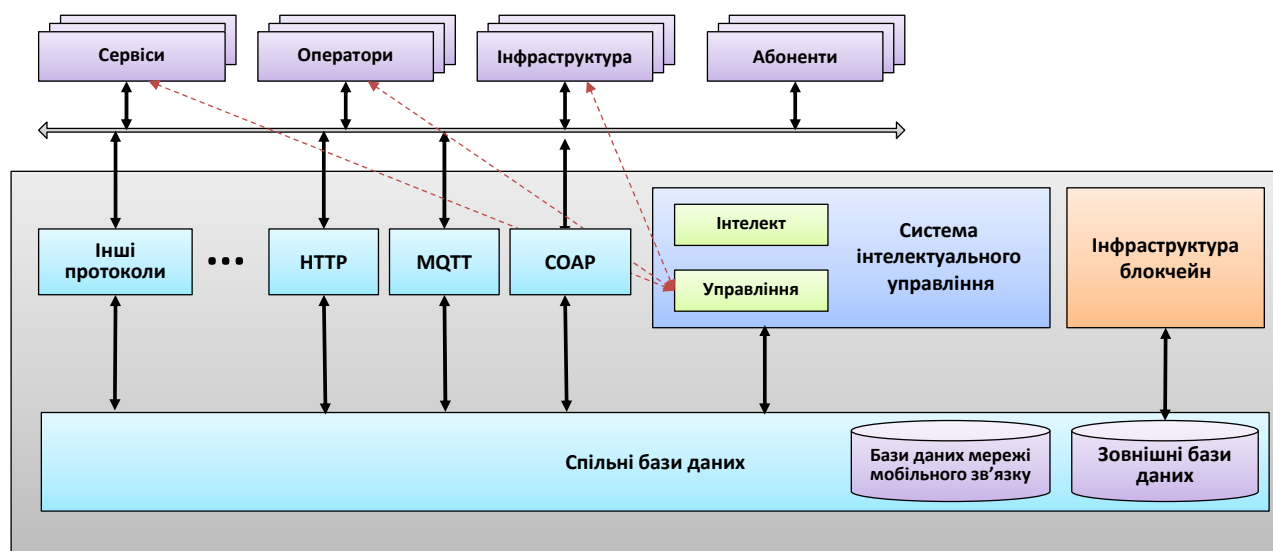 Сервіси
Оператори
Інфраструктура
Абоненти
Інші
протоколи
...
HTTP
MQTT
COAP
Інтелект
Управління
Система
інтелектуального
управління
Інфраструктура
блокчейн
Спільні бази даних
Бази даних мережі
мобільного зв’язку
Зовнішні бази
даних